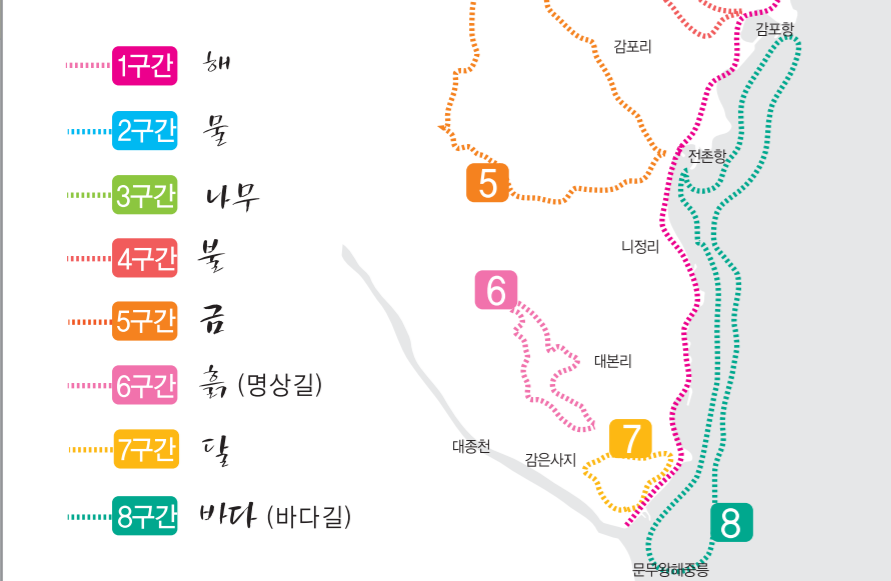 1구간 해
2구간 물
3구간 나무
4구간 불
5구간 금
6구간 흙 (명상길)
7구간 달
8구간 바다 (바다길)
감포항
감포리
전촌항
5
니정리
6
대본리
7
대종천
감은사지
8
문무왕해중릉